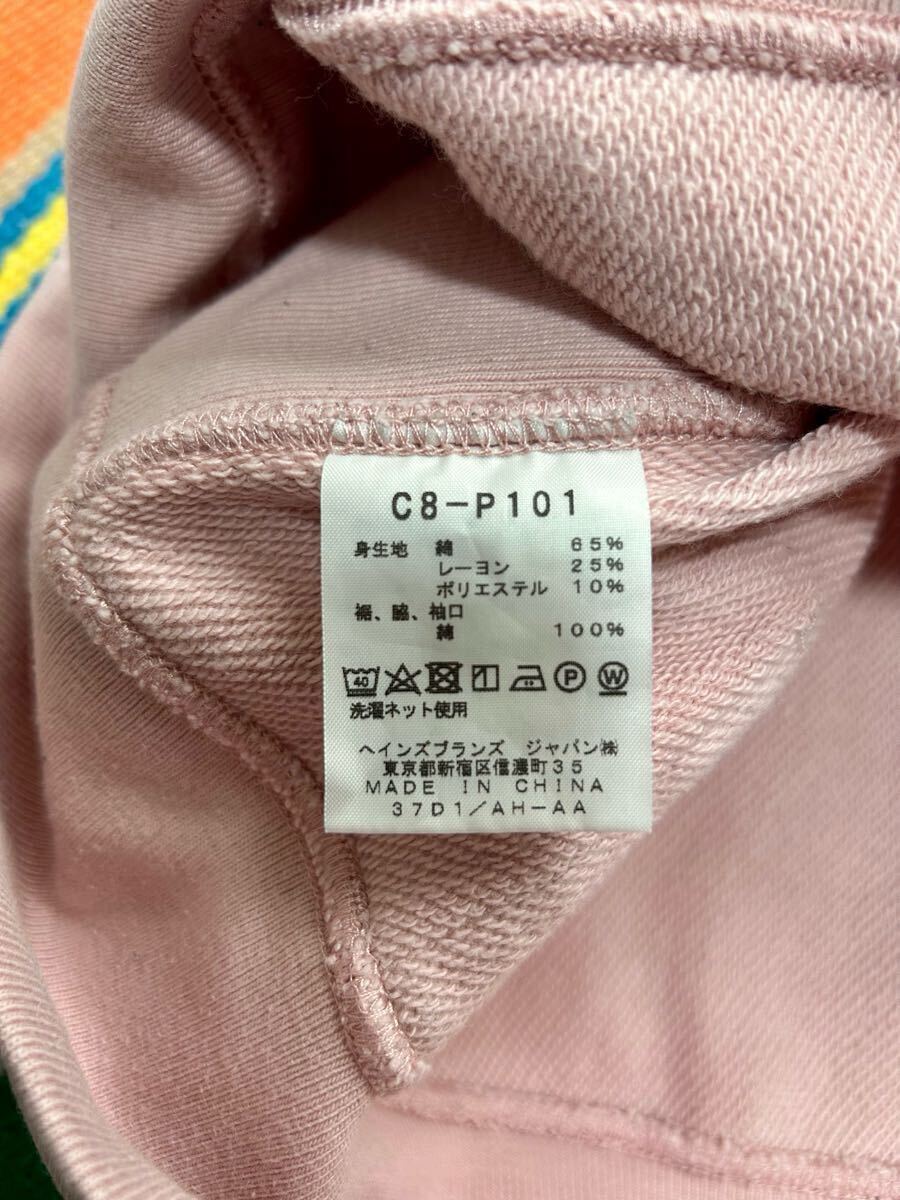 C8-P101
身生地 綿 65%
レーヨン 25%
ポリエステル 10%
裾、脇、袖口
綿 100%
40 P W
洗濯ネット使用
ヘインズブランズ ジャパン㈱
東京都新宿区信濃町35
MADE IN CHINA
37D1/AH-AA